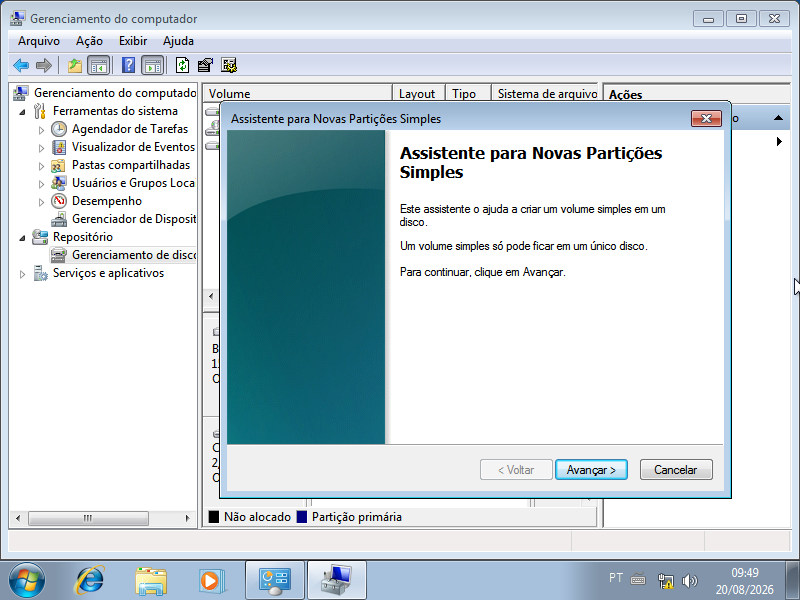 Gerenciamento do computador
Arquivo Ação Exibir Ajuda
Gerenciamento do computado
Ferramentas do sistema
Agendador de Tarefas
Visualizador de Eventos
Pastas compartilhadas
Usuários e Grupos Loca
Desempenho
Gerenciador de Disposit
Repositório
Gerenciamento de disc
Serviços e aplicativos
Volume Layout Tipo Sistema de arquivo
Ações
o
Assistente para Novas Partições Simples
Assistente para Novas Partições
Simples
Este assistente o ajuda a criar um volume simples em um
disco.
Um volume simples só pode ficar em um único disco.
Para continuar, clique em Avançar.
< Voltar Avançar > Cancelar
B
1
O
C
2,
O
Não alocado Partição primária
PT
09:49
20/08/2026